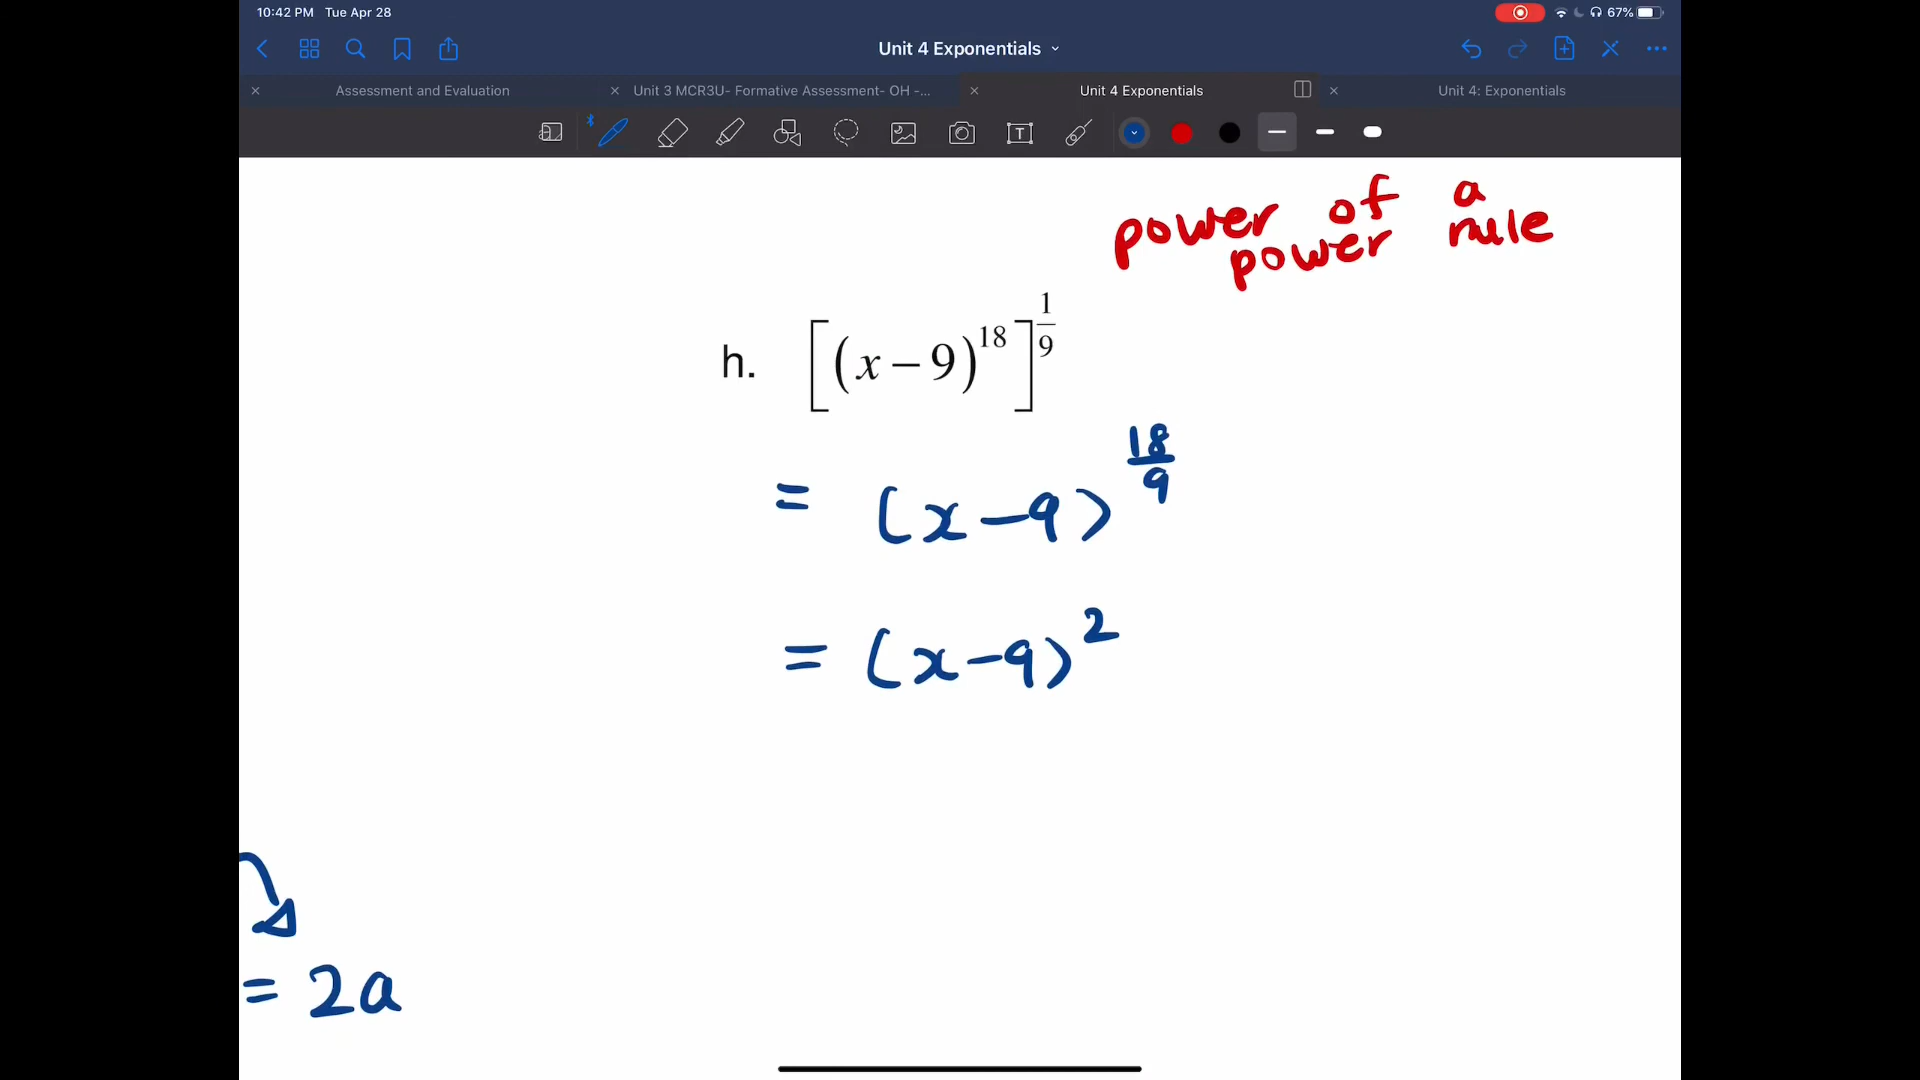 10:42 PM Tue Apr 28
67%
Unit 4 Exponentials
Assessment and Evaluation
Unit 3 MCR3U- Formative Assessment- OH -...
Unit 4 Exponentials
Unit 4: Exponentials
T
power of a
power rule
h. [(x – 9)^18]^(1/9)
= (x-9)^(18/9)
= (x-9)^2
= 2a